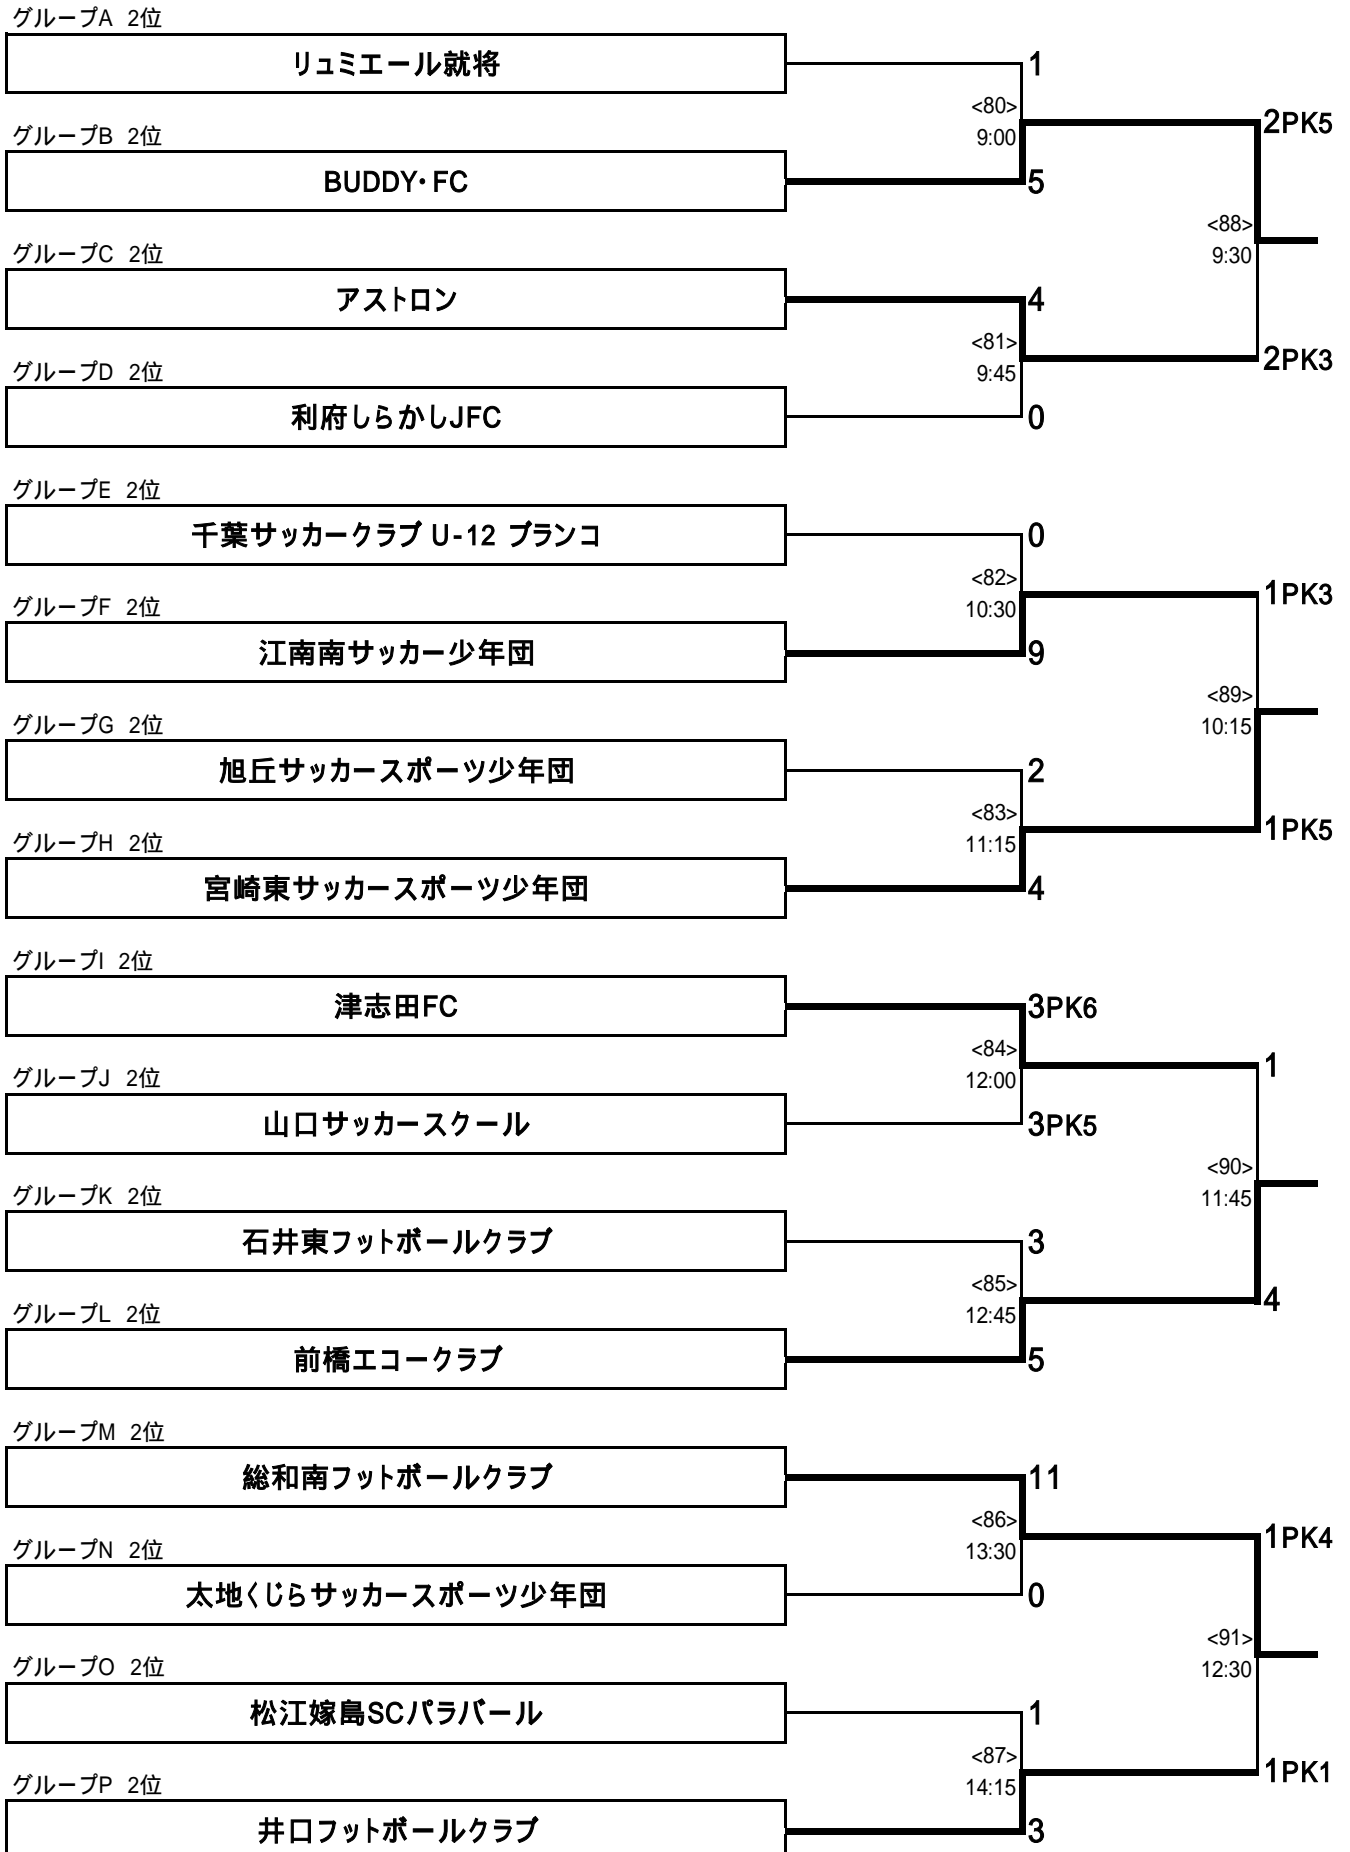 グループA 2位
リュミエール就将
1
<80>
9:00
2PK5
グループB 2位
BUDDY・FC
5
<88>
9:30
グループC 2位
アストロン
4
<81>
9:45
2PK3
グループD 2位
利府しらかしJFC
0
グループE 2位
千葉サッカークラブ U-12 ブランコ
0
<82>
10:30
1PK3
グループF 2位
江南南サッカー少年団
9
<89>
10:15
グループG 2位
旭丘サッカースポーツ少年団
2
<83>
11:15
1PK5
グループH 2位
宮崎東サッカースポーツ少年団
4
グループI 2位
津志田FC
3PK6
<84>
12:00
1
グループJ 2位
山口サッカースクール
3PK5
<90>
11:45
グループK 2位
石井東フットボールクラブ
3
<85>
12:45
4
グループL 2位
前橋エコークラブ
5
グループM 2位
総和南フットボールクラブ
11
<86>
13:30
1PK4
グループN 2位
太地くじらサッカースポーツ少年団
0
<91>
12:30
グループO 2位
松江嫁島SCパラバール
1
<87>
14:15
1PK1
グループP 2位
井口フットボールクラブ
3